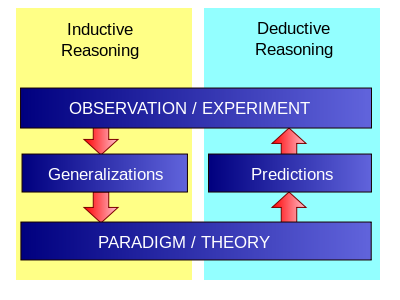 Inductive
Reasoning
Deductive
Reasoning
OBSERVATION / EXPERIMENT
Generalizations
Predictions
PARADIGM / THEORY